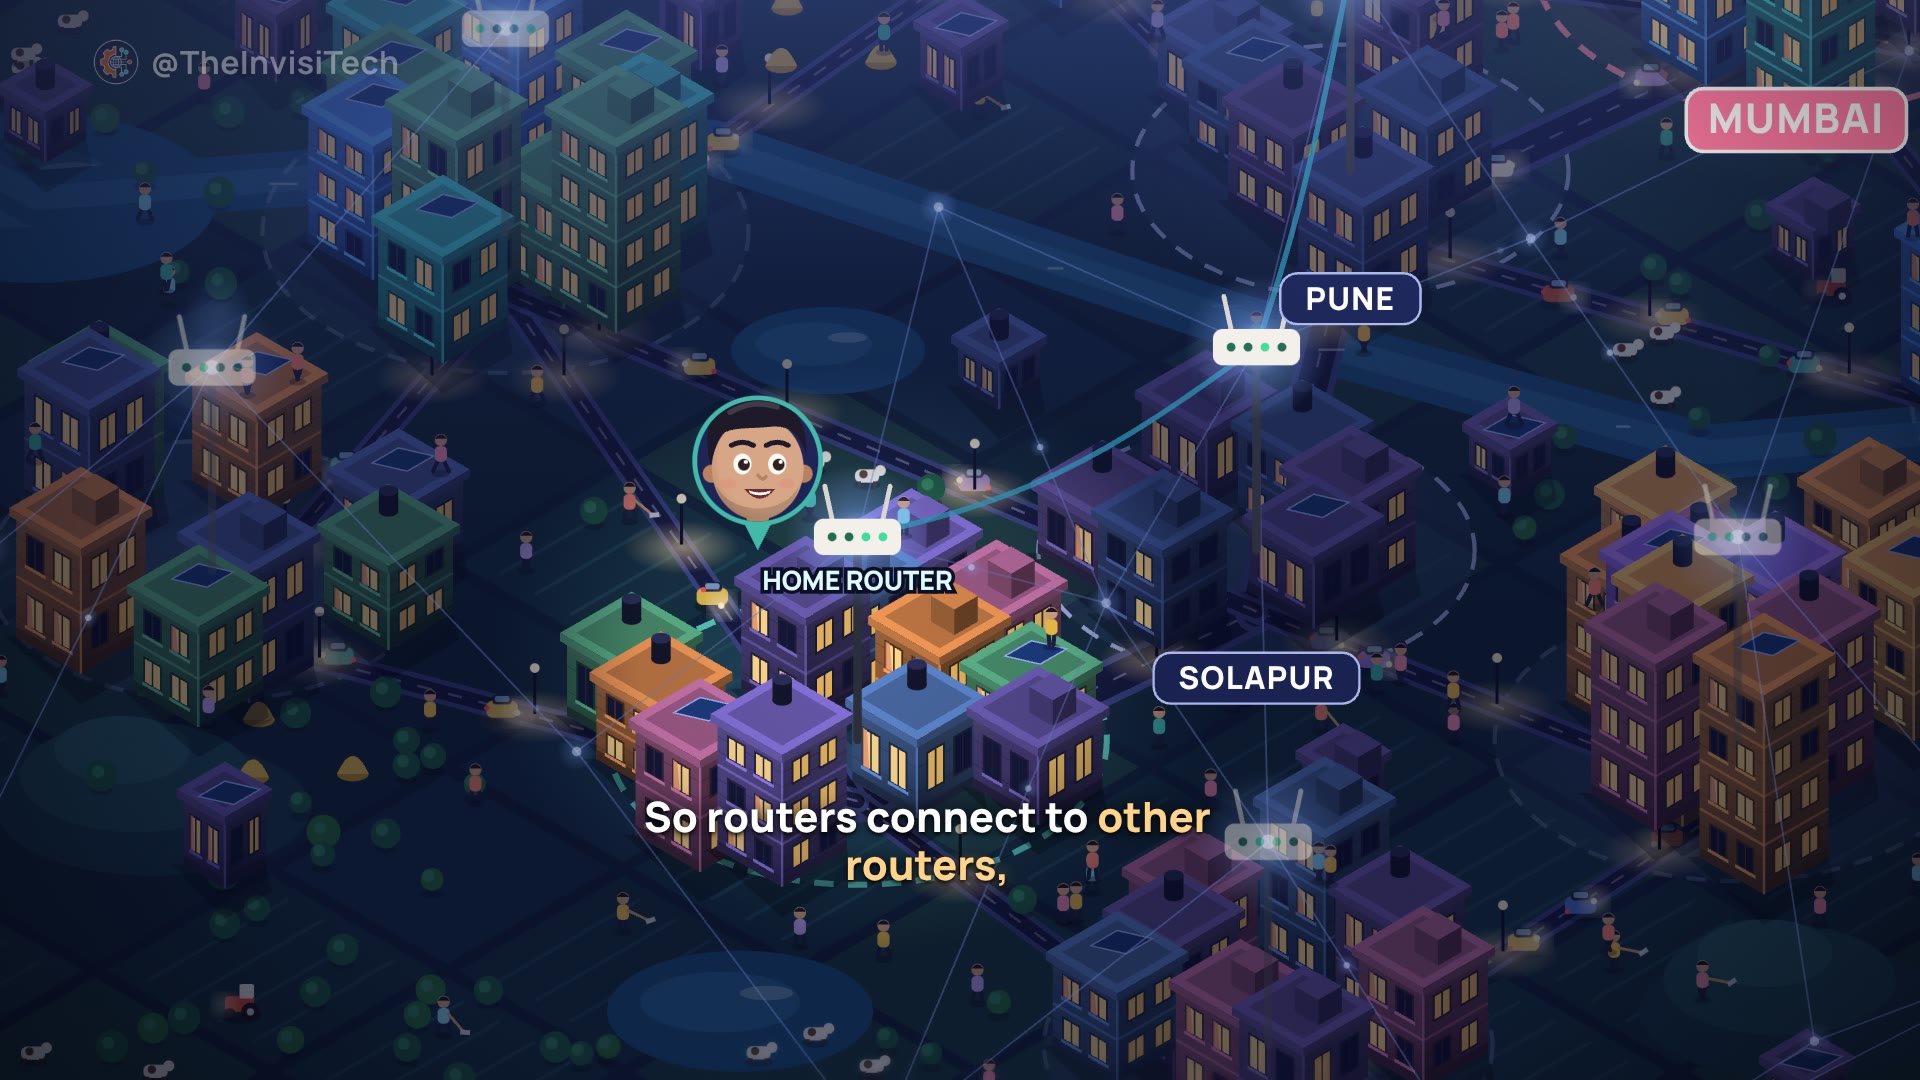 @TheInvisiTech
MUMBAI
PUNE
HOME ROUTER
SOLAPUR
So routers connect to other
routers,